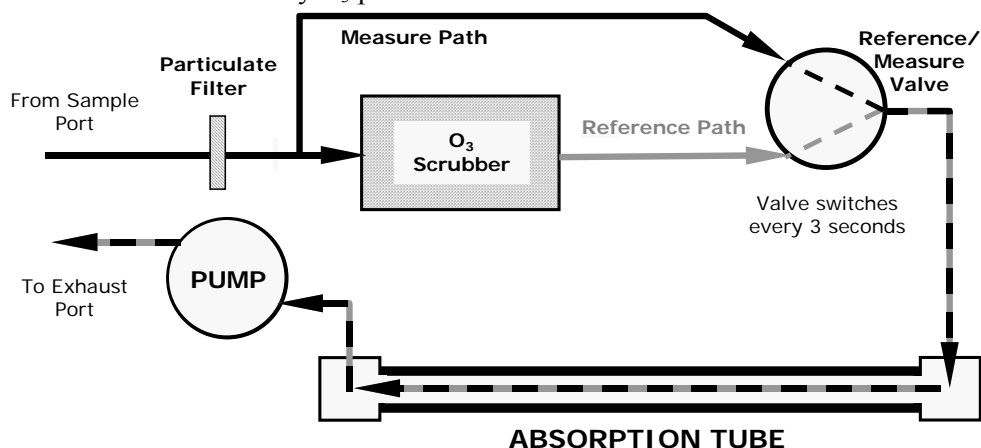 Measure Path
Reference/
Measure
Valve
Particulate
Filter
From Sample
Port
O₃
Scrubber
Reference Path
Valve switches
every 3 seconds
To Exhaust
Port
PUMP
ABSORPTION TUBE